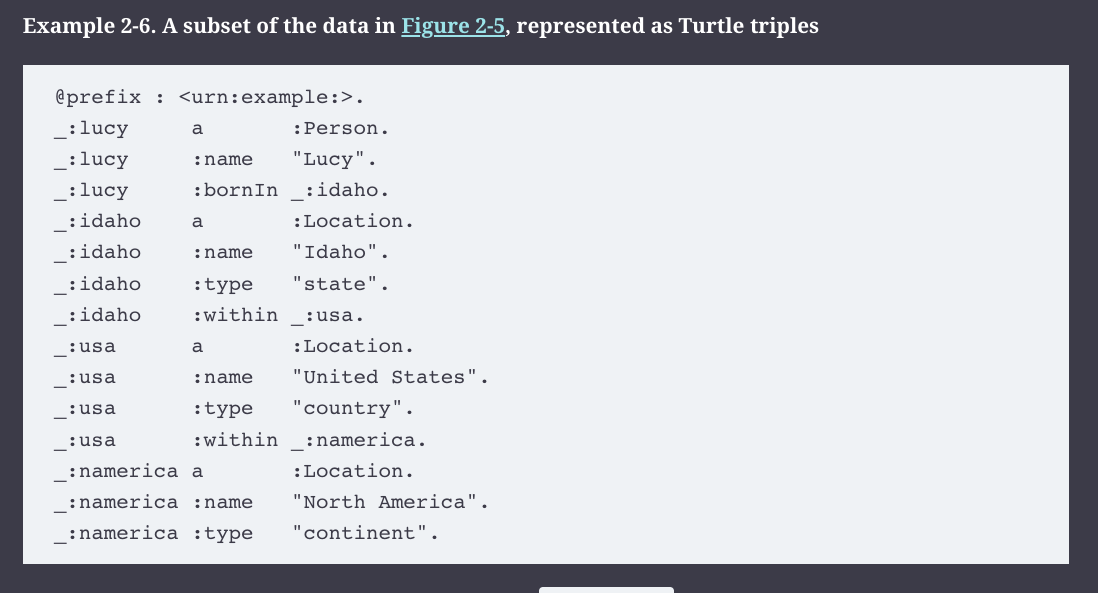 Example 2-6. A subset of the data in Figure 2-5, represented as Turtle triples
@prefix : <urn:example:>.
_:lucy     a       :Person.
_:lucy     :name   "Lucy".
_:lucy     :bornIn _:idaho.
_:idaho    a       :Location.
_:idaho    :name   "Idaho".
_:idaho    :type   "state".
_:idaho    :within _:usa.
_:usa      a       :Location.
_:usa      :name   "United States".
_:usa      :type   "country".
_:usa      :within _:namerica.
_:namerica a       :Location.
_:namerica :name   "North America".
_:namerica :type   "continent".